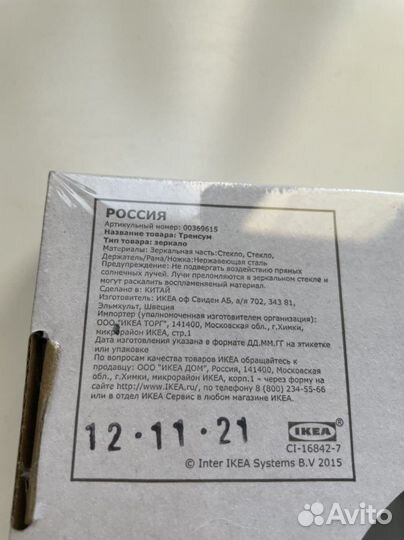 РОССИЯ
Артикульный номер: 00369615
Название товара: Тренсум
Тип товара: зеркало
Материалы: Зеркальная часть:Стекло, Стекло,
Держатель/Рама/Ножка:Нержавеющая сталь
Назначение: Не подвергать воздействию прямых
солнечных лучей. Лучи преломляются в зеркальном стекле и
могут раскалить воспламеняемый материал.
Сделано в: КИТАЙ
Изготовитель: ИКЕА оф Свиден АБ, а/я 702, 343 81,
Эльмхульт, Швеция
Импортер (уполномоченная изготовителем организация):
ООО "ИКЕА ТОРГ", 141400, Московская обл., г.Химки,
микрорайон ИКЕА, стр.1
Дата изготовления указана в формате ДД.ММ.ГГ на этикетке
или упаковке
По вопросам качества товаров ИКЕА обращайтесь к
продавцу: ООО "ИКЕА ДОМ", Россия, 141400, Московская
обл., г.Химки, микрорайон ИКЕА, корп.1 - через форму на
сайте http://www.IKEA.ru/, по телефону 8 (800) 234-55-66
или в отдел ИКЕА Сервис в любом магазине ИКЕА.
12·11·21
IKEA
CI-16842-7
© Inter IKEA Systems B.V 2015
Avito